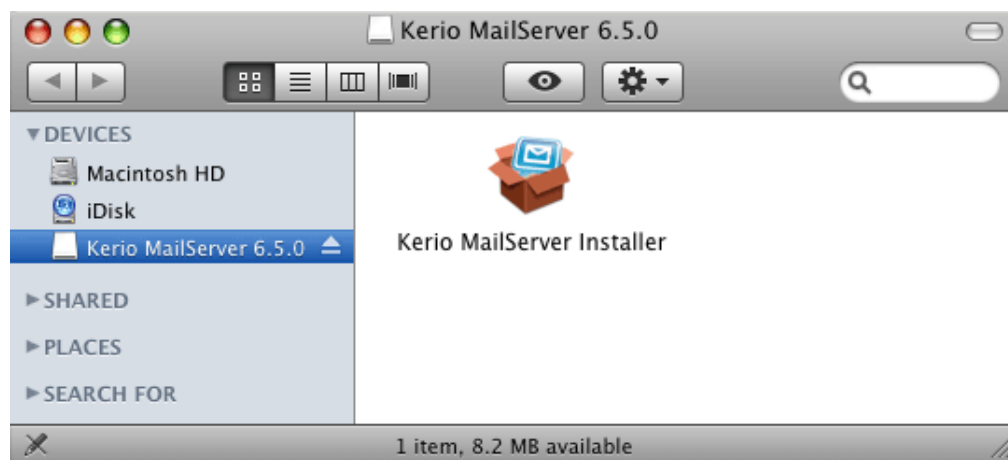 Kerio MailServer 6.5.0
DEVICES
Macintosh HD
iDisk
Kerio MailServer 6.5.0
SHARED
PLACES
SEARCH FOR
Kerio MailServer Installer
1 item, 8.2 MB available